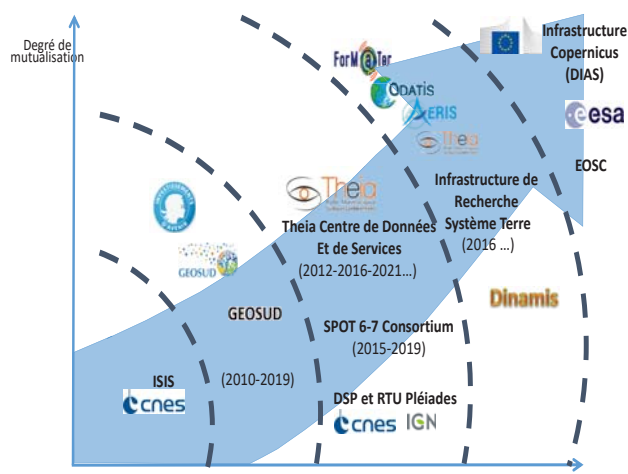 Degré de
mutualisation
Infrastructure
Copernicus
(DIAS)
esa
EOSC
ForM@Ter
ODATIS
AERIS
Theia
Infrastructure de
Recherche
Système Terre
(2016 ...)
Theia
Theia Centre de Données
Et de Services
(2012-2016-2021...)
INVESTISSEMENTS
D'AVENIR
GEOSUD
GEOSUD
(2010-2019)
SPOT 6-7 Consortium
(2015-2019)
Dinamis
ISIS
cnes
DSP et RTU Pléiades
cnes IGN